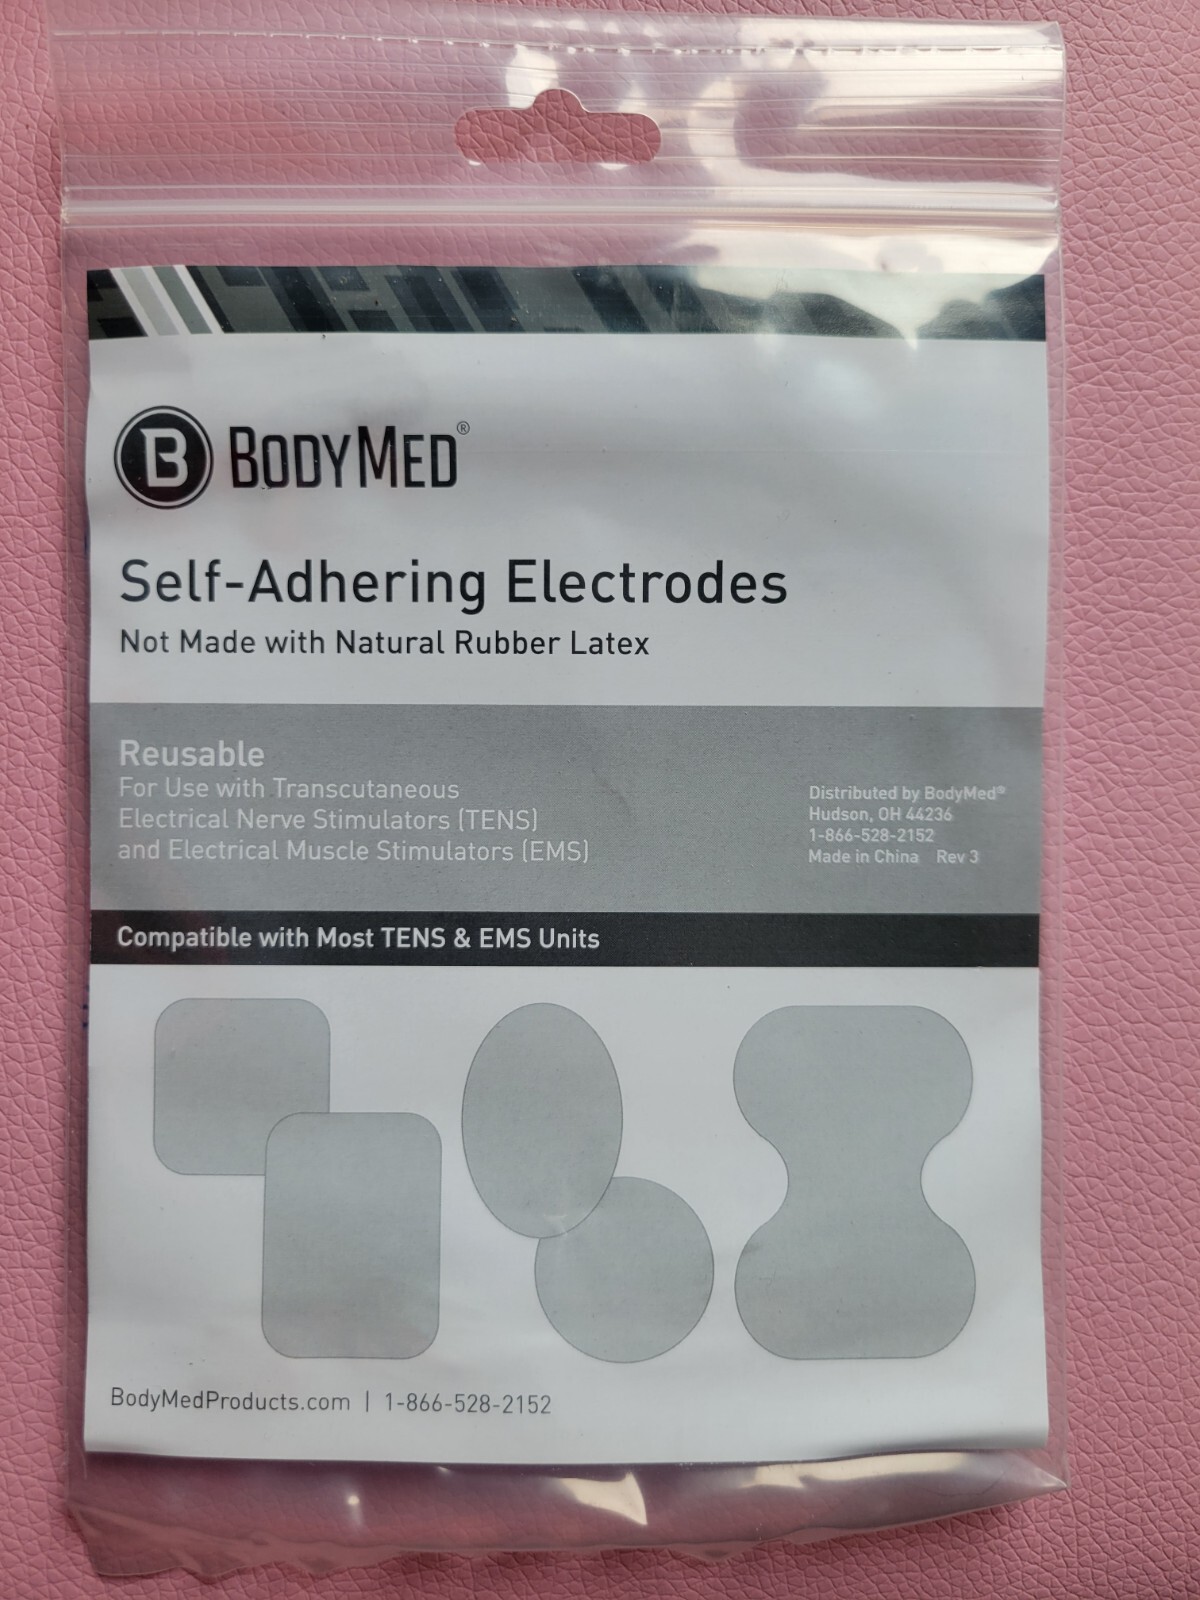 B BODYMED®
Self-Adhering Electrodes
Not Made with Natural Rubber Latex
Reusable
For Use with Transcutaneous
Electrical Nerve Stimulators (TENS)
and Electrical Muscle Stimulators (EMS)
Distributed by BodyMed®
Hudson, OH 44236
1-866-528-2152
Made in China Rev 3
Compatible with Most TENS & EMS Units
BodyMedProducts.com | 1-866-528-2152